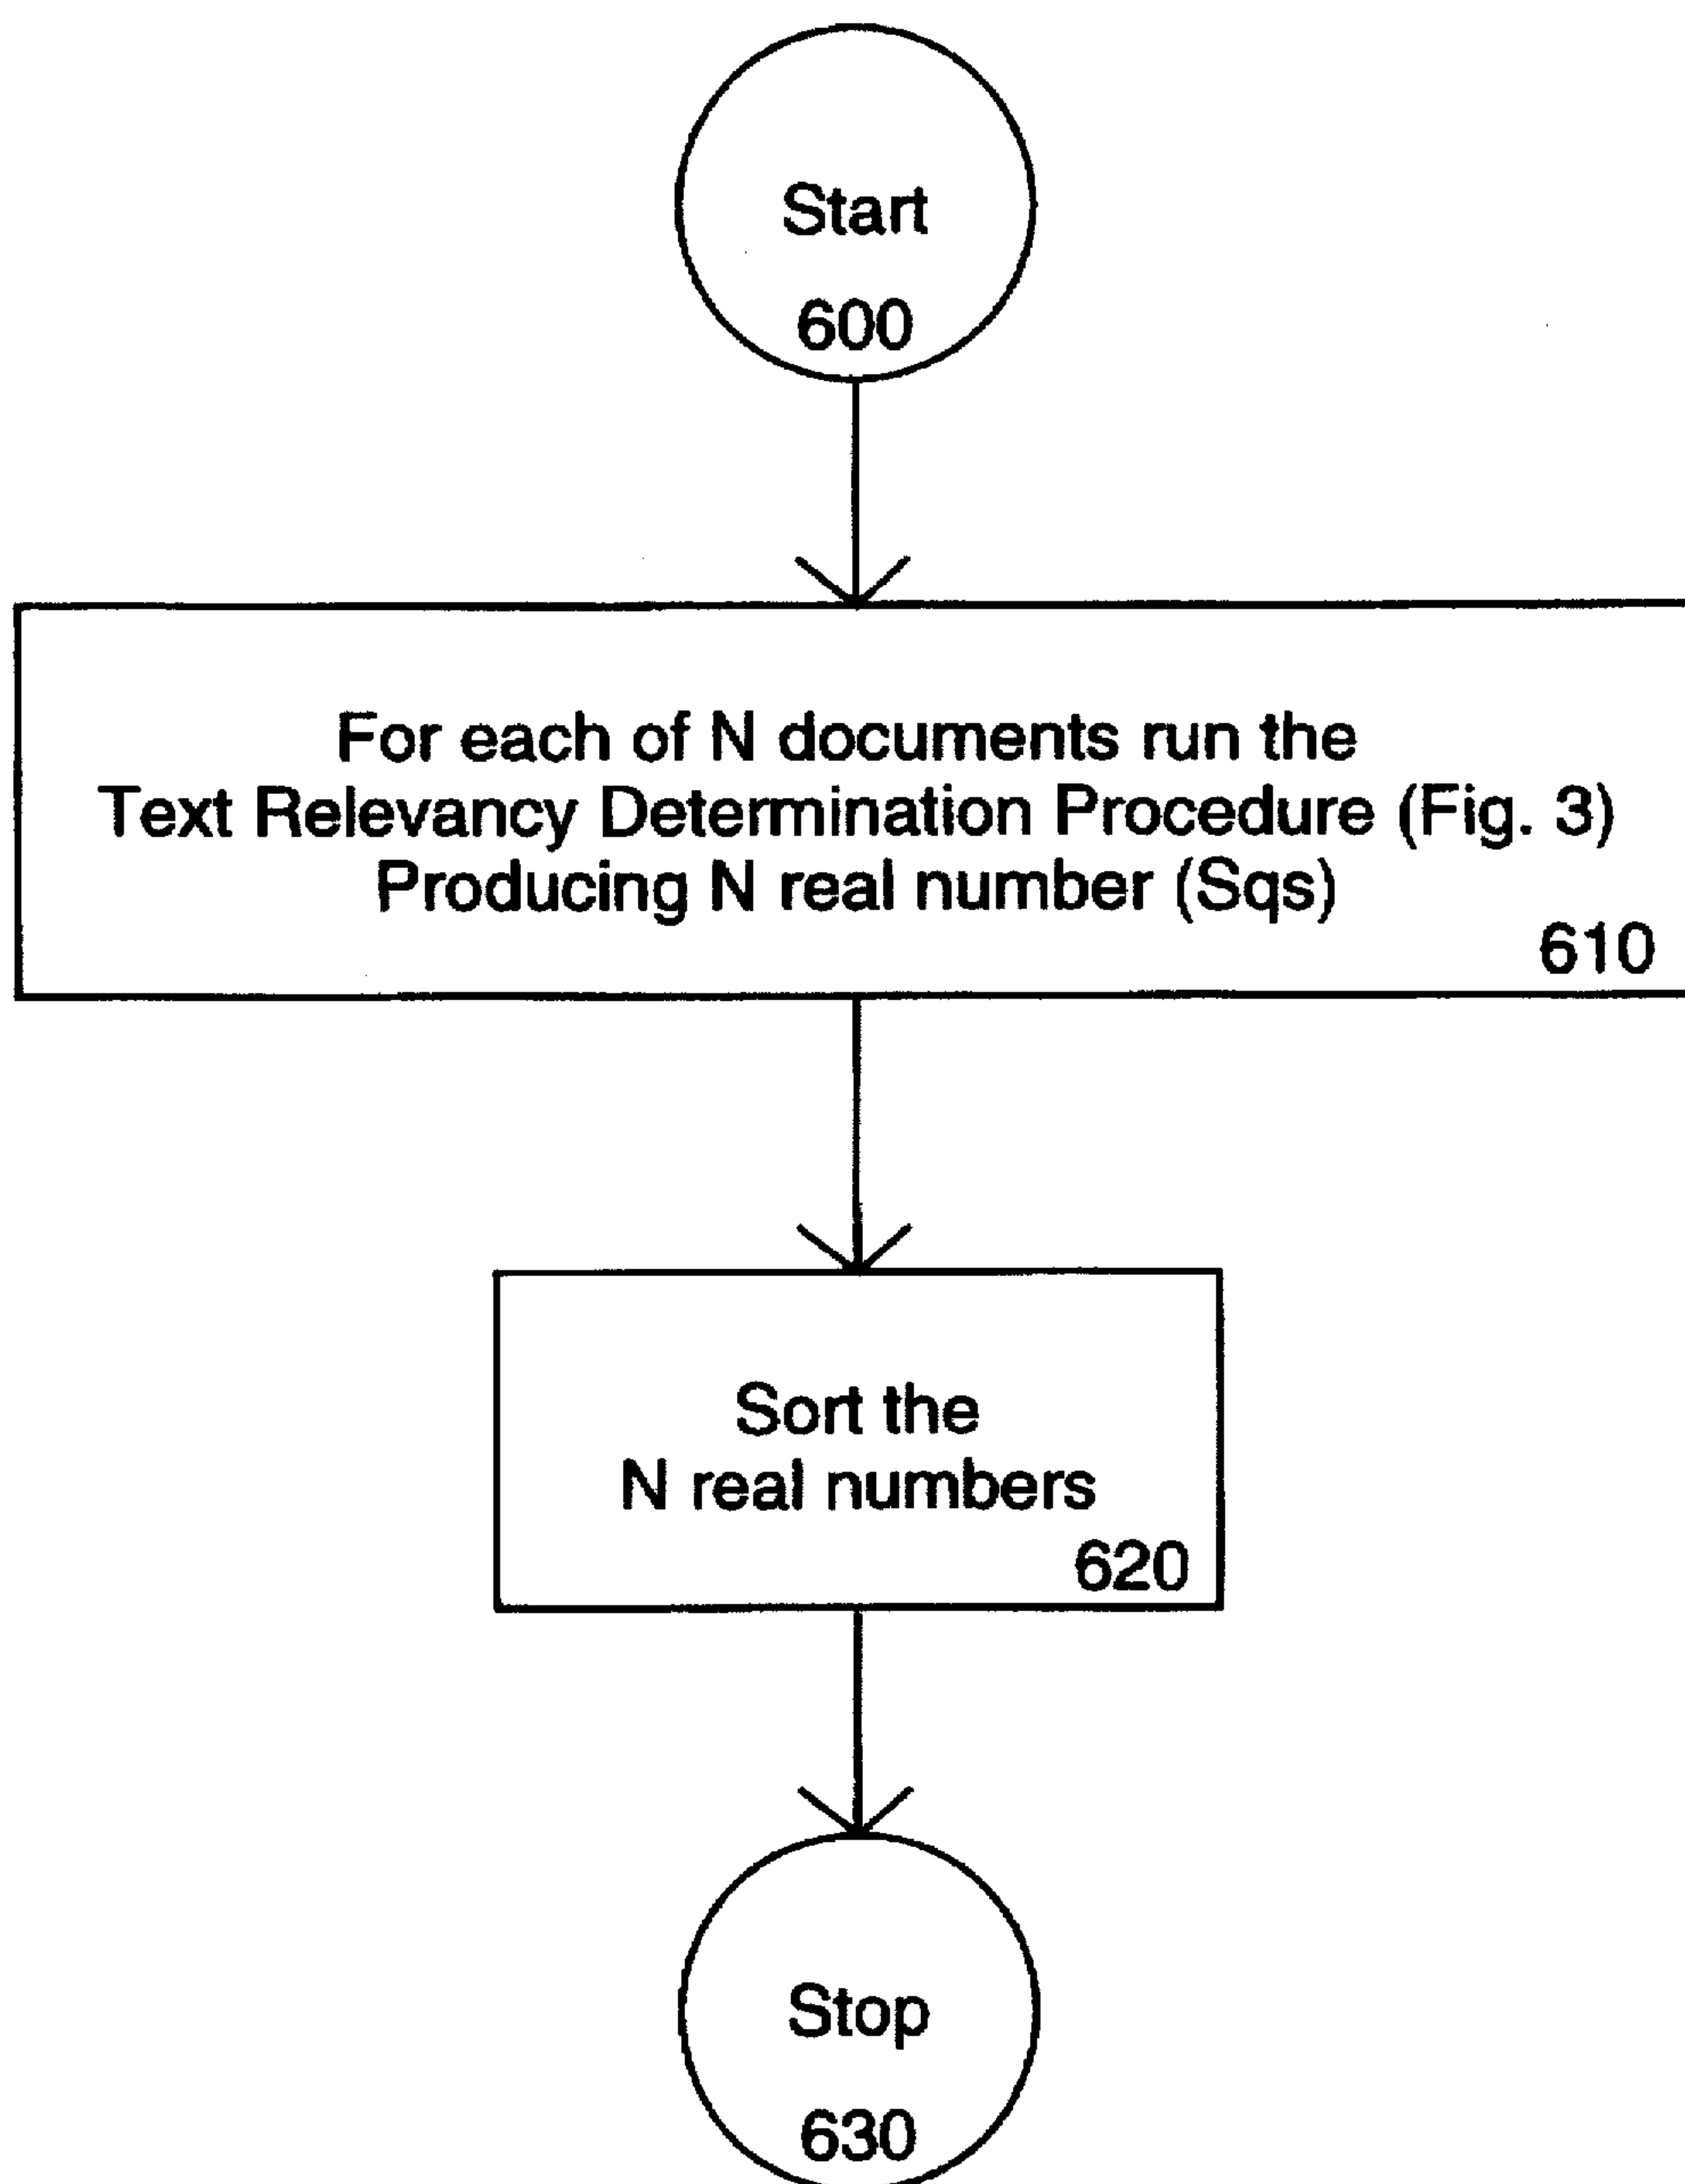 Start
600
For each of N documents run the
Text Relevancy Determination Procedure (Fig. 3)
Producing N real number (Sqs)
610
Sort the
N real numbers
620
Stop
630